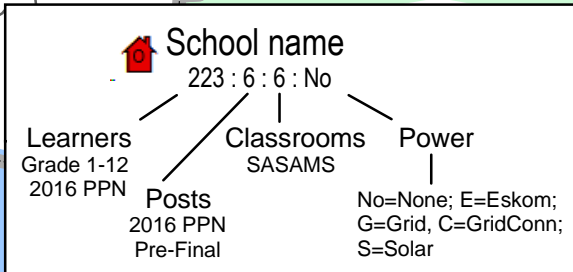 O
School name
223 : 6 : 6 : No
Learners
Grade 1-12
2016 PPN
Posts
2016 PPN
Pre-Final
Classrooms
SASAMS
Power
No=None; E=Eskom;
G=Grid, C=GridConn;
S=Solar